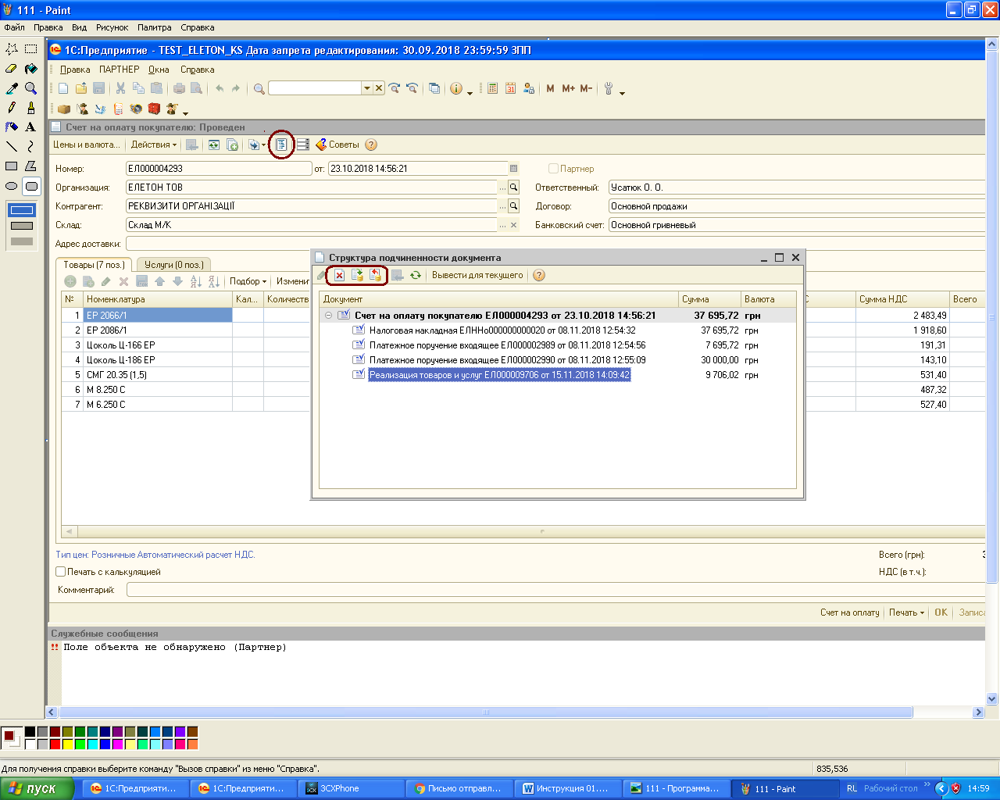 111 - Paint
Файл Правка Вид Рисунок Палитра Справка
1С:Предприятие - TEST_ELETON_KS Дата запрета редактирования: 30.09.2018 23:59:59 ЗПП
Правка ПАРТНЕР Окна Справка
M M+ M-
Счет на оплату покупателю: Проведен
Цены и валюта... Действия Советы
Номер: ЕЛ000004293 от: 23.10.2018 14:56:21 Партнер
Организация: ЕЛЕТОН ТОВ Ответственный: Усатюк О. О.
Контрагент: РЕКВИЗИТИ ОРГАНІЗАЦІЇ Договор: Основной продажи
Склад: Склад М/К Банковский счет: Основной гривневый
Адрес доставки:
Товары (7 поз.) Услуги (0 поз.)
Подбор Измени
№ Номенклатура Кал... Количеств С Сумма НДС Всего
1 ЕР 2066/1 2 483,49
2 ЕР 2086/1 1 918,60
3 Цоколь Ц-166 ЕР 191,31
4 Цоколь Ц-186 ЕР 143,10
5 СМГ 20.35 (1,5) 531,40
6 М 8.250 С 487,32
7 М 6.250 С 527,40
Структура подчиненности документа
Вывести для текущего
Документ Сумма Валюта
Счет на оплату покупателю ЕЛ000004293 от 23.10.2018 14:56:21 37 695,72 грн
Налоговая накладная ЕЛННо000000000020 от 08.11.2018 12:54:32 37 695,72 грн
Платежное поручение входящее ЕЛ000002989 от 08.11.2018 12:54:56 7 695,72 грн
Платежное поручение входящее ЕЛ000002990 от 08.11.2018 12:55:09 30 000,00 грн
Реализация товаров и услуг ЕЛ000009706 от 15.11.2018 14:09:42 9 706,02 грн
Тип цен: Розничные Автоматический расчет НДС.
Всего (грн): 3
Печать с калькуляцией
НДС (в т.ч.):
Комментарий:
Счет на оплату Печать ОК Записа
Служебные сообщения
!! Поле объекта не обнаружено (Партнер)
Для получения справки выберите команду "Вызов справки" из меню "Справка". 835,536
пуск 1С:Предприяти... 1С:Предприяти... 3CXPhone Письмо отправл... Инструкция 01.... 111 - Программа... 111 - Paint RL Рабочий стол 14:59